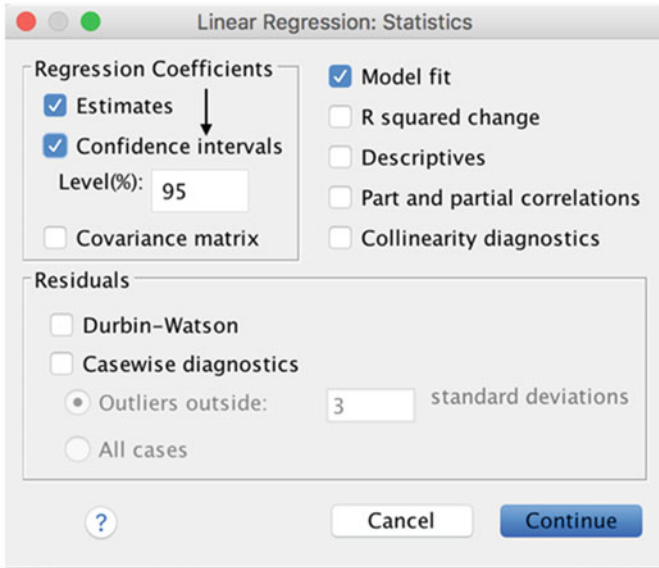 Linear Regression: Statistics
Regression Coefficients
Estimates
Confidence intervals
Level(%): 95
Covariance matrix
Model fit
R squared change
Descriptives
Part and partial correlations
Collinearity diagnostics
Residuals
Durbin-Watson
Casewise diagnostics
Outliers outside: 3 standard deviations
All cases
? Cancel Continue